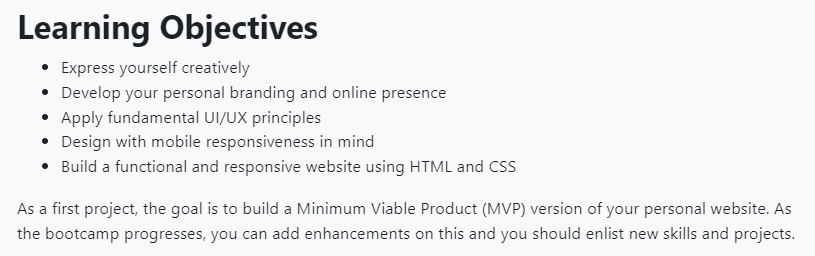 Learning Objectives
• Express yourself creatively
• Develop your personal branding and online presence
• Apply fundamental UI/UX principles
• Design with mobile responsiveness in mind
• Build a functional and responsive website using HTML and CSS
As a first project, the goal is to build a Minimum Viable Product (MVP) version of your personal website. As
the bootcamp progresses, you can add enhancements on this and you should enlist new skills and projects.